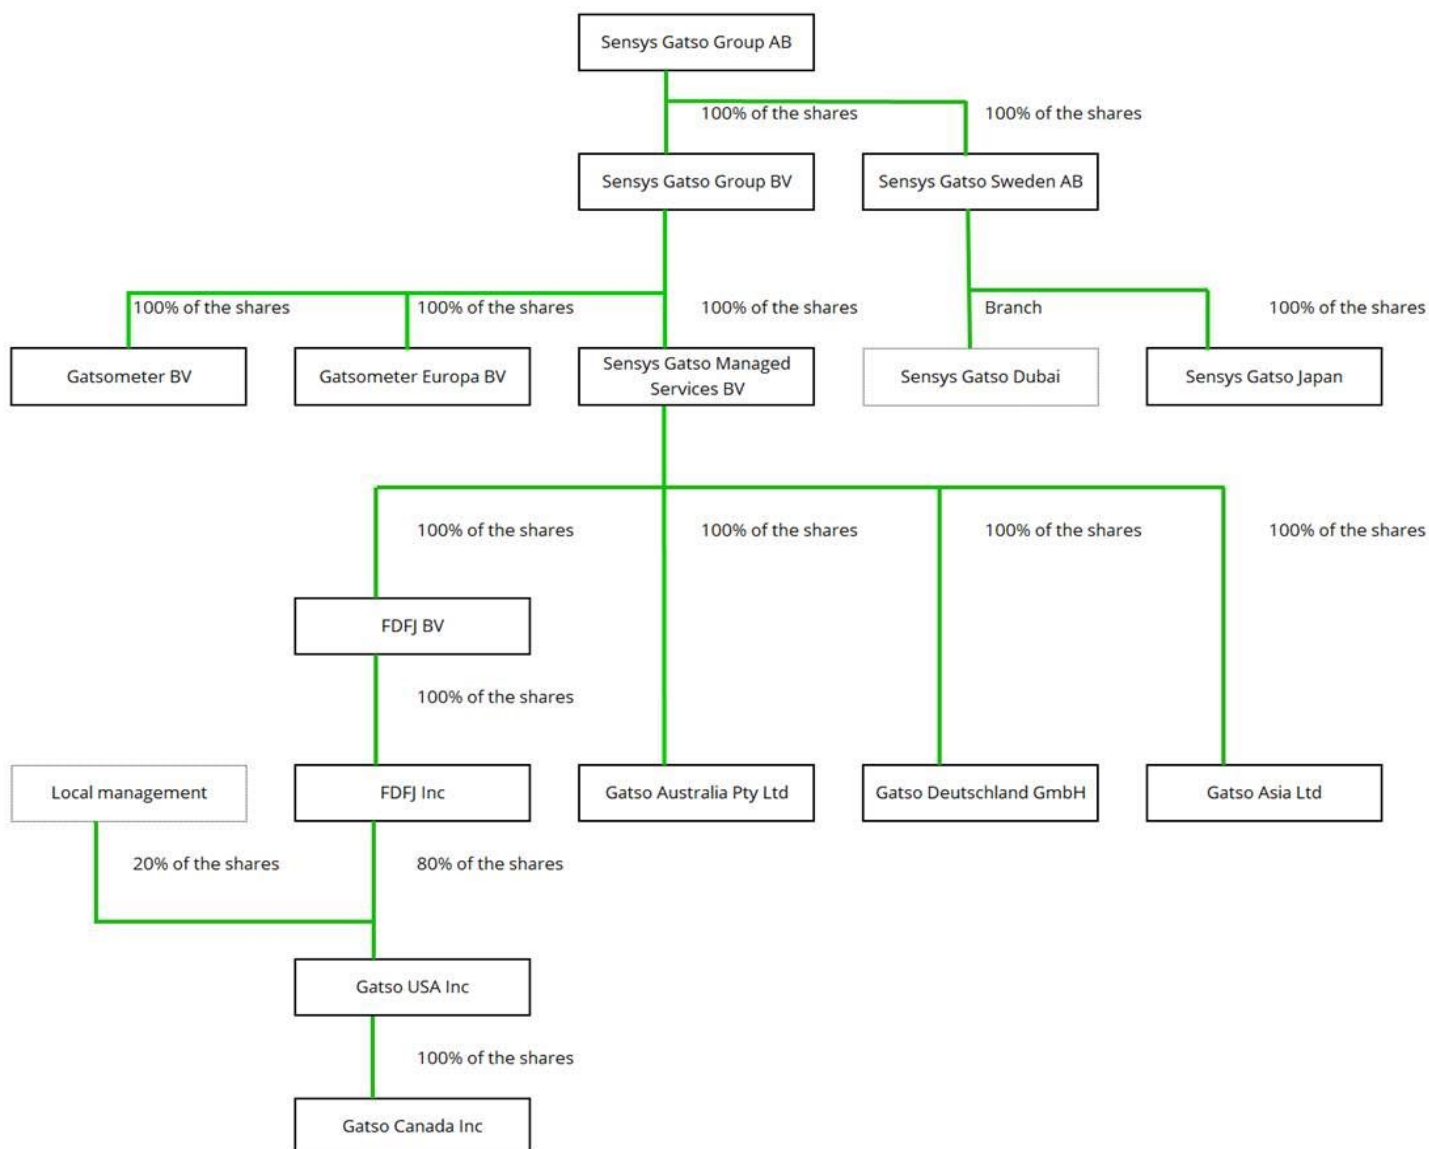 Sensys Gatso Group AB
100% of the shares
100% of the shares
Sensys Gatso Group BV
Sensys Gatso Sweden AB
100% of the shares
100% of the shares
100% of the shares
Branch
100% of the shares
Gatsometer BV
Gatsometer Europa BV
Sensys Gatso Managed
Services BV
Sensys Gatso Dubai
Sensys Gatso Japan
100% of the shares
100% of the shares
100% of the shares
100% of the shares
FDFJ BV
100% of the shares
Local management
FDFJ Inc
Gatso Australia Pty Ltd
Gatso Deutschland GmbH
Gatso Asia Ltd
20% of the shares
80% of the shares
Gatso USA Inc
100% of the shares
Gatso Canada Inc